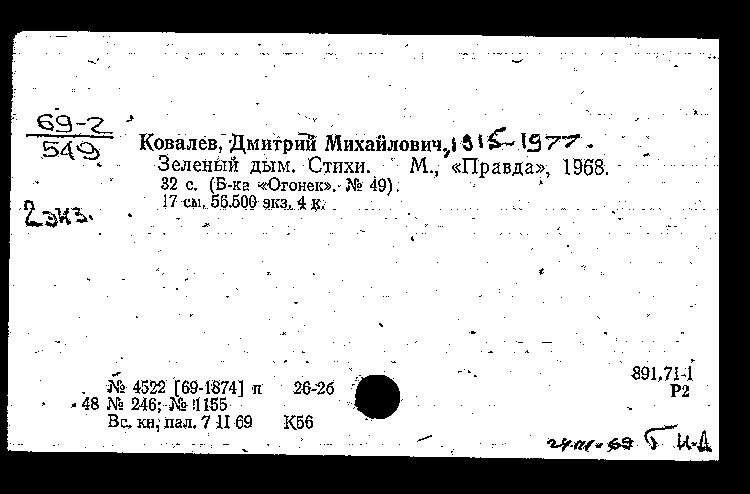 69-2
549
Ковалев, Дмитрий Михайлович, 1915-1977.
Зеленый дым. Стихи. М., «Правда», 1968.
32 с. (Б-ка «Огонек». № 49).
2 экз.
17 см. 56.500 экз. 4 к.
891.71-1
Р2
№ 4522 [69-1874] п 26-26
48 № 246; № 1155
Вс. кн. пал. 7 II 69 К56